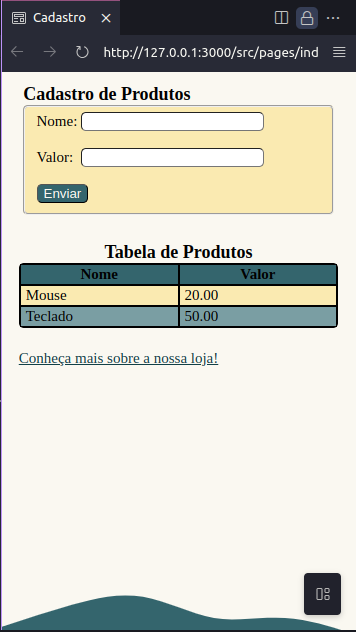 Cadastro
http://127.0.0.1:3000/src/pages/ind
Cadastro de Produtos
Nome:
Valor:
Enviar
Tabela de Produtos
Nome Valor
Mouse 20.00
Teclado 50.00
Conheça mais sobre a nossa loja!